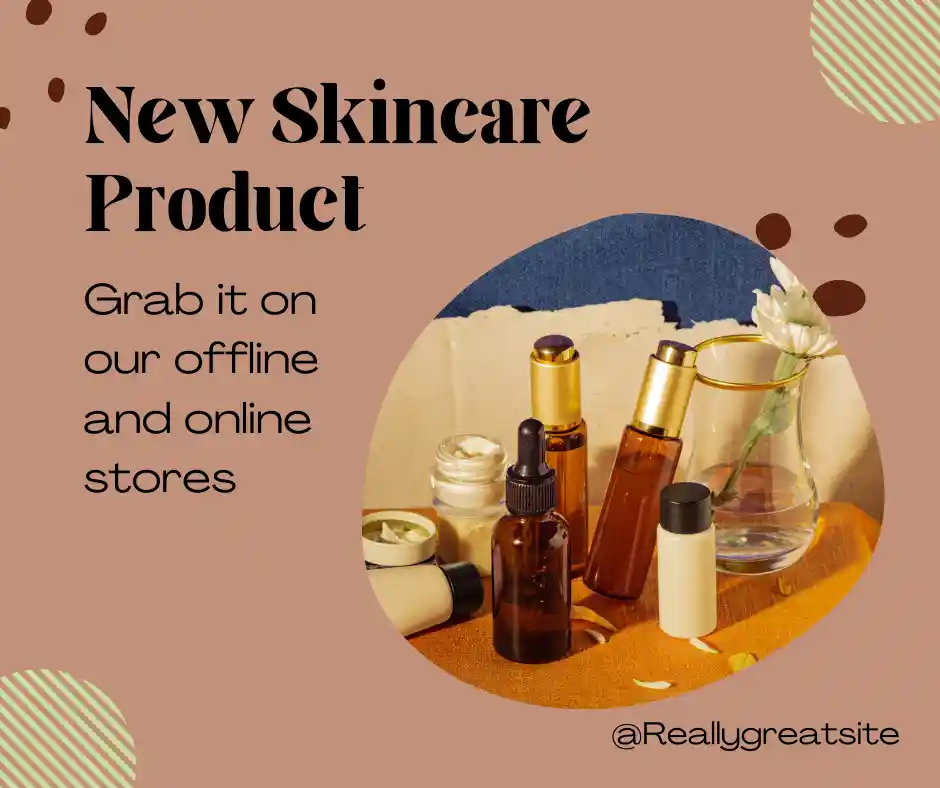 New Skincare
Product
Grab it on
our offline
and online
stores
@Reallygreatsite